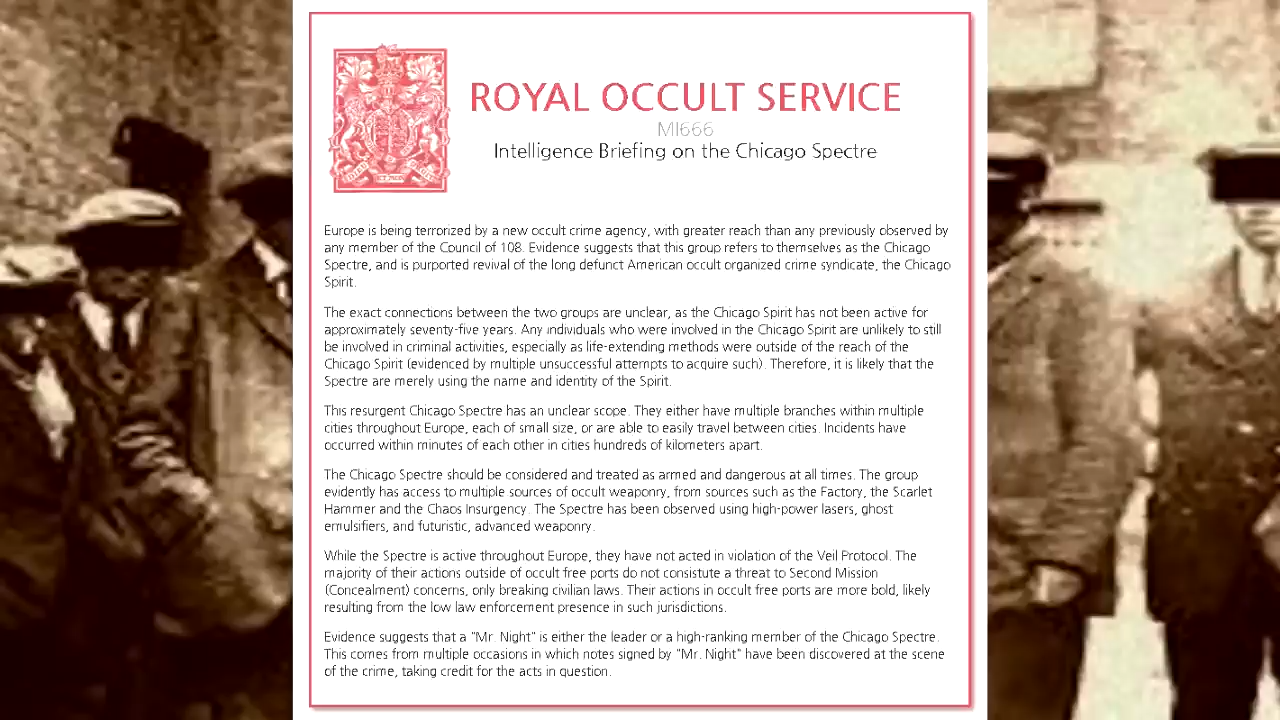 ROYAL OCCULT SERVICE
MI666
Intelligence Briefing on the Chicago Spectre
Europe is being terrorized by a new occult crime agency, with greater reach than any previously observed by
any member of the Council of 108. Evidence suggests that this group refers to themselves as the Chicago
Spectre, and is purported revival of the long defunct American occult organized crime syndicate, the Chicago
Spirit.
The exact connections between the two groups are unclear, as the Chicago Spirit has not been active for
approximately seventy-five years. Any individuals who were involved in the Chicago Spirit are unlikely to still
be involved in criminal activities, especially as life-extending methods were outside of the reach of the
Chicago Spirit (evidenced by multiple unsuccessful attempts to acquire such). Therefore, it is likely that the
Spectre are merely using the name and identity of the Spirit.
This resurgent Chicago Spectre has an unclear scope. They either have multiple branches within multiple
cities throughout Europe, each of small size, or are able to easily travel between cities. Incidents have
occurred within minutes of each other in cities hundreds of kilometers apart.
The Chicago Spectre should be considered and treated as armed and dangerous at all times. The group
evidently has access to multiple sources of occult weaponry, from sources such as the Factory, the Scarlet
Hammer and the Chaos Insurgency. The Spectre has been observed using high-power lasers, ghost
emulsifiers, and futuristic, advanced weaponry.
While the Spectre is active throughout Europe, they have not acted in violation of the Veil Protocol. The
majority of their actions outside of occult free ports do not consistute a threat to Second Mission
(Concealment) concerns, only breaking civilian laws. Their actions in occult free ports are more bold, likely
resulting from the low law enforcement presence in such jurisdictions.
Evidence suggests that a "Mr. Night" is either the leader or a high-ranking member of the Chicago Spectre.
This comes from multiple occasions in which notes signed by "Mr. Night" have been discovered at the scene
of the crime, taking credit for the acts in question.